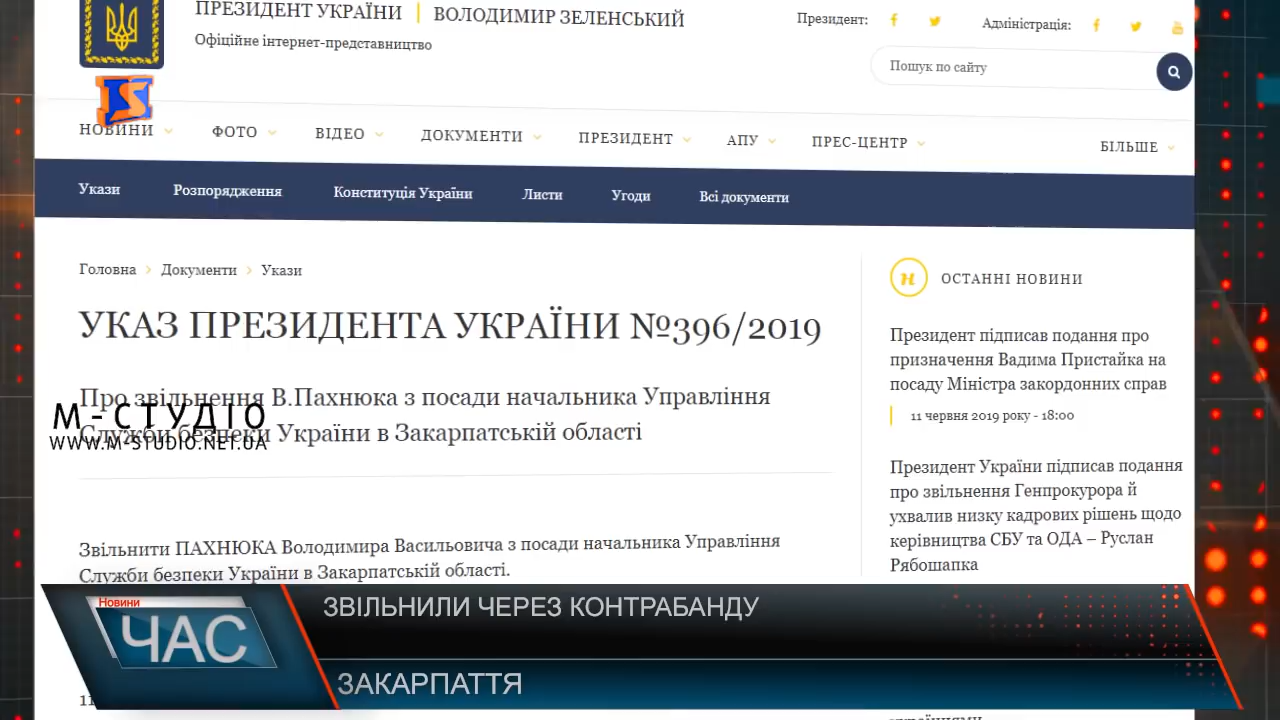 ПРЕЗИДЕНТ УКРАЇНИ | ВОЛОДИМИР ЗЕЛЕНСЬКИЙ
Офіційне інтернет-представництво
Президент:
Адміністрація:
Пошук по сайту
НОВИНИ ФОТО ВІДЕО ДОКУМЕНТИ ПРЕЗИДЕНТ АПУ ПРЕС-ЦЕНТР БІЛЬШЕ
Укази Розпорядження Конституція України Листи Угоди Всі документи
Головна > Документи > Укази
УКАЗ ПРЕЗИДЕНТА УКРАЇНИ №396/2019
Про звільнення В.Пахнюка з посади начальника Управління
Служби безпеки України в Закарпатській області
М-СТУДІО
WWW.M-STUDIO.NET.UA
Звільнити ПАХНЮКА Володимира Васильовича з посади начальника Управління
Служби безпеки України в Закарпатській області.
11
ОСТАННІ НОВИНИ
Президент підписав подання про
призначення Вадима Пристайка на
посаду Міністра закордонних справ
11 червня 2019 року - 18:00
Президент України підписав подання
про звільнення Генпрокурора й
ухвалив низку кадрових рішень щодо
керівництва СБУ та ОДА – Руслан
Рябошапка
Новини
ЧАС
ЗВІЛЬНИЛИ ЧЕРЕЗ КОНТРАБАНДУ
ЗАКАРПАТТЯ